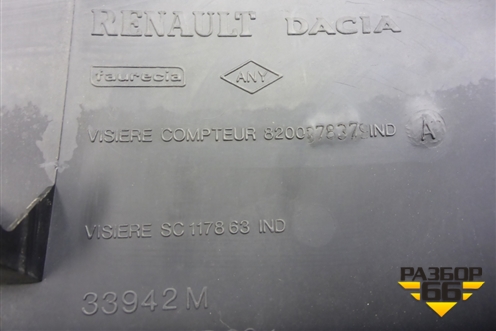 RENAULT DACIA
faurecia ANY
VISIERE COMPTEUR IND A
VISIERE SC 1178 63 IND
33942 M
РАЗБОР
66